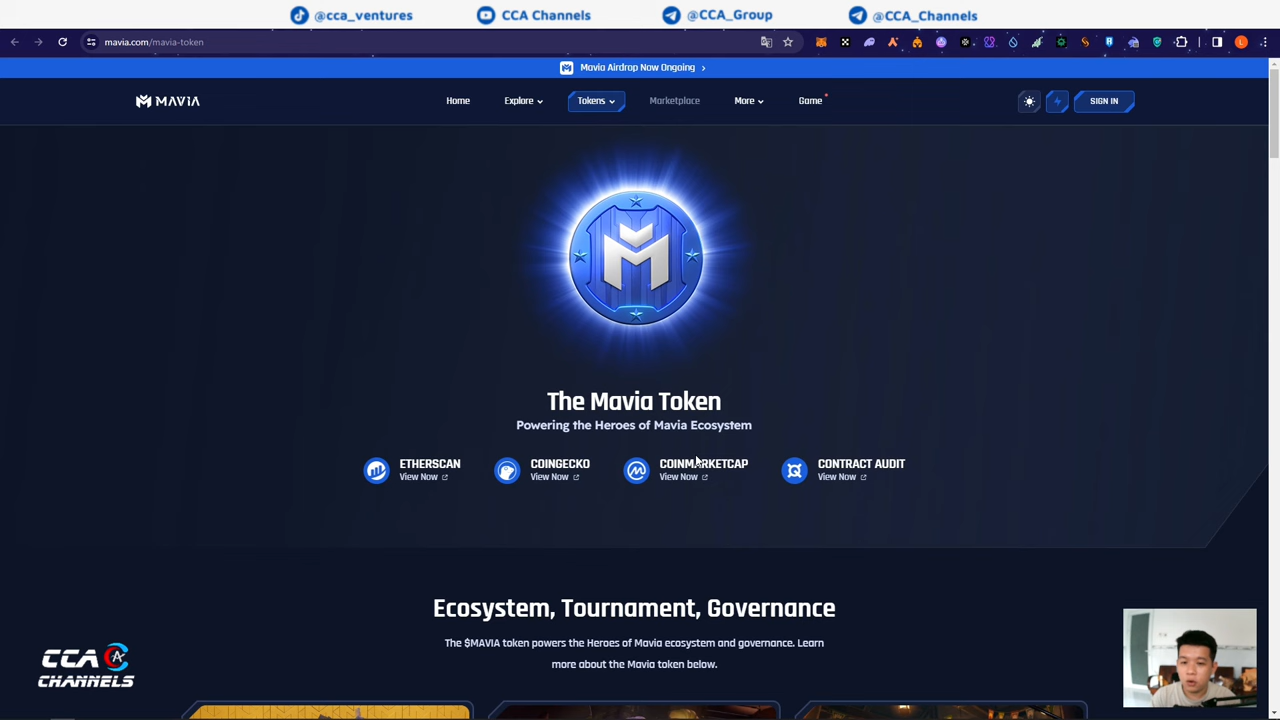 @cca_ventures
CCA Channels
@CCA_Group
@CCA_Channels
mavia.com/mavia-token
Mavia Airdrop Now Ongoing
MAVIA
Home
Explore
Tokens
Marketplace
More
Game
SIGN IN
The Mavia Token
Powering the Heroes of Mavia Ecosystem
ETHERSCAN
View Now
COINGECKO
View Now
COINMARKETCAP
View Now
CONTRACT AUDIT
View Now
Ecosystem, Tournament, Governance
The $MAVIA token powers the Heroes of Mavia ecosystem and governance. Learn
more about the Mavia token below.
CCA
CHANNELS